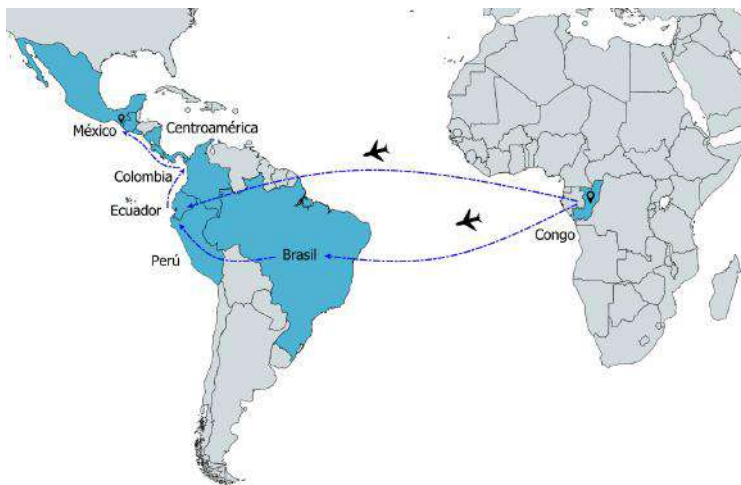 México
Centroamérica
Colombia
Ecuador
Perú
Brasil
Congo